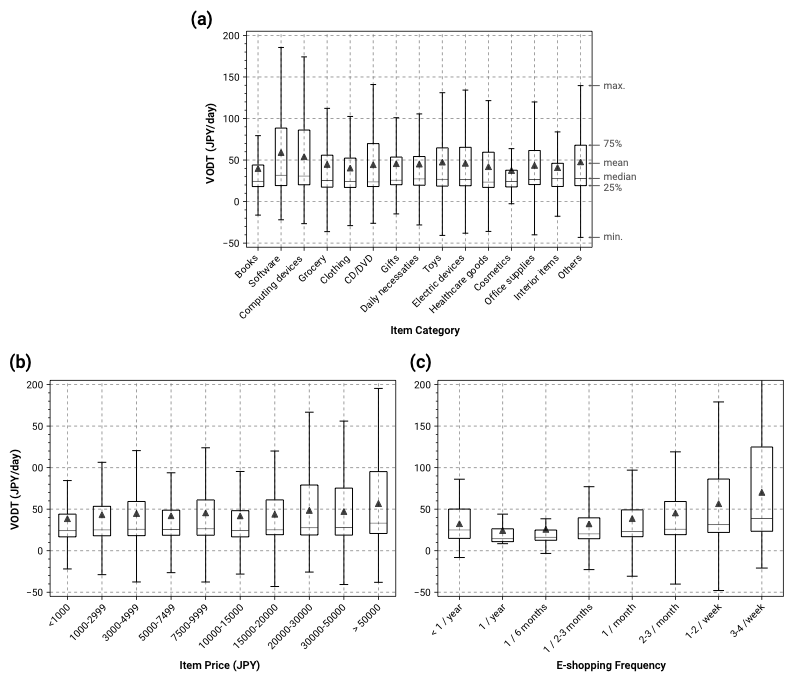 (a)
200
150
100
50
0
−50
VODT (JPY/day)
max.
75%
mean
median
25%
min.
Books
Software
Computing devices
Grocery
Clothing
CD/DVD
Gifts
Daily necessaties
Toys
Electric devices
Healthcare goods
Cosmetics
Office supplies
Interior items
Others
Item Category
(b)
200
50
00
50
0
−50
VODT (JPY/day)
<1000
1000-2999
3000-4999
5000-7499
7500-9999
10000-15000
15000-20000
20000-30000
30000-50000
> 50000
Item Price (JPY)
(c)
200
150
100
50
0
−50
< 1 / year
1 / year
1 / 6 months
1 / 2-3 months
1 / month
2-3 / month
1-2 / week
3-4 /week
E-shopping Frequency